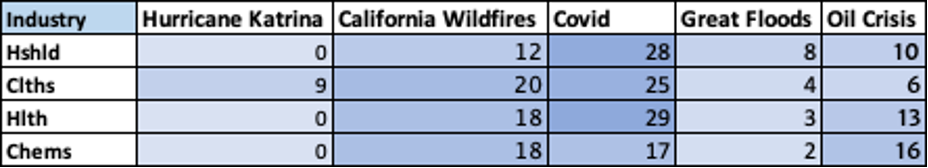 Industry Hurricane Katrina California Wildfires Covid Great Floods Oil Crisis
Hshld 0 12 28 8 10
Clths 9 20 25 4 6
Hlth 0 18 29 3 13
Chems 0 18 17 2 16